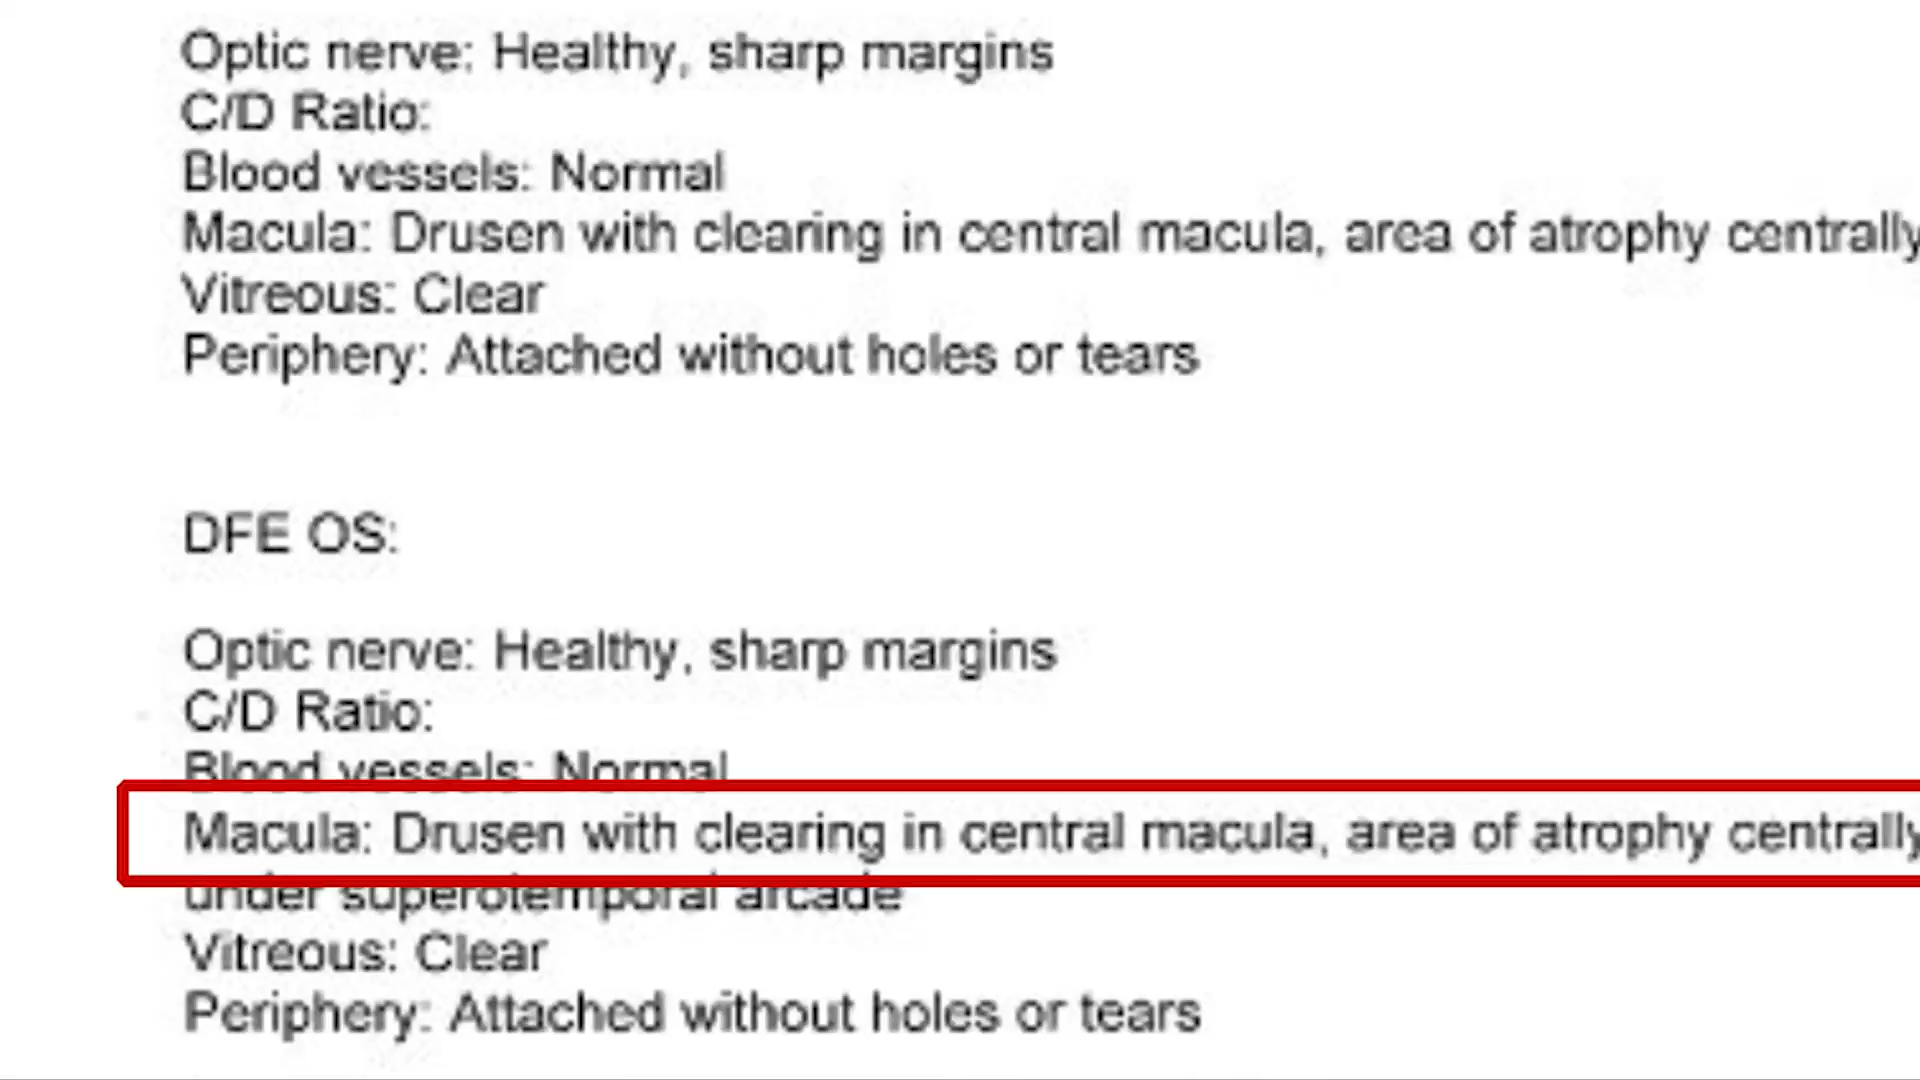 Optic nerve: Healthy, sharp margins
C/D Ratio:
Blood vessels: Normal
Macula: Drusen with clearing in central macula, area of atrophy centrally
Vitreous: Clear
Periphery: Attached without holes or tears
DFE OS:
Optic nerve: Healthy, sharp margins
C/D Ratio:
Blood vessels: Normal
Macula: Drusen with clearing in central macula, area of atrophy centrally
under superotemporal arcade
Vitreous: Clear
Periphery: Attached without holes or tears